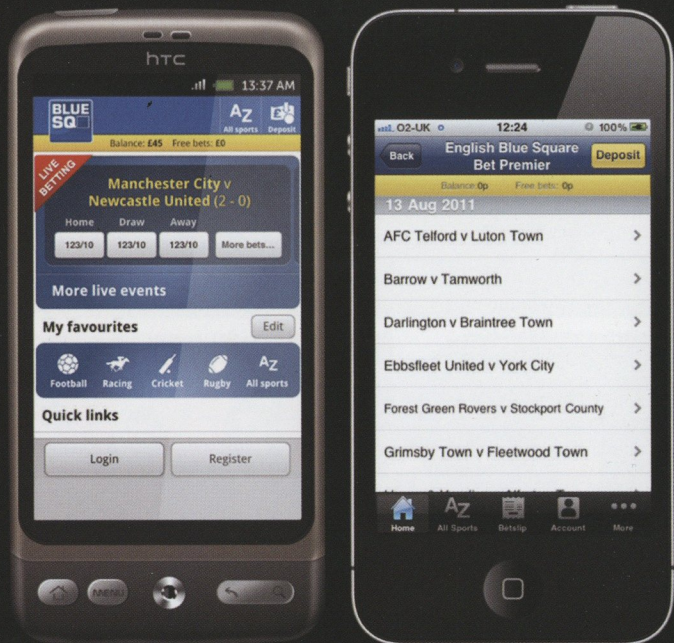 hTC
13:37 AM
BLUE
SQ
AZ
All sports
Deposit
Balance: £45 Free bets: £0
LIVE
BETTING
Manchester City v
Newcastle United (2 - 0)
Home Draw Away
123/10 123/10 123/10 More bets...
More live events
My favourites Edit
Football Racing Cricket Rugby AZ All sports
Quick links
Login Register
MENU
O2-UK 12:24 100%
Back English Blue Square Deposit
Bet Premier
Balance: 0p Free bets: 0p
13 Aug 2011
AFC Telford v Luton Town
Barrow v Tamworth
Darlington v Braintree Town
Ebbsfleet United v York City
Forest Green Rovers v Stockport County
Grimsby Town v Fleetwood Town
AZ
Home All Sports Betslip Account More